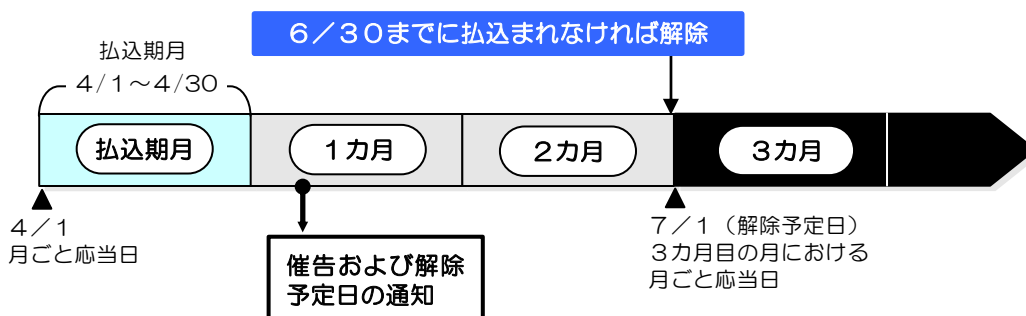 ６／３０までに払込まれなければ解除
払込期月
４/１～４/30
払込期月
１カ月
２カ月
３カ月
４／１
月ごと応当日
催告および解除
予定日の通知
７／１（解除予定日）
３カ月目の月における
月ごと応当日